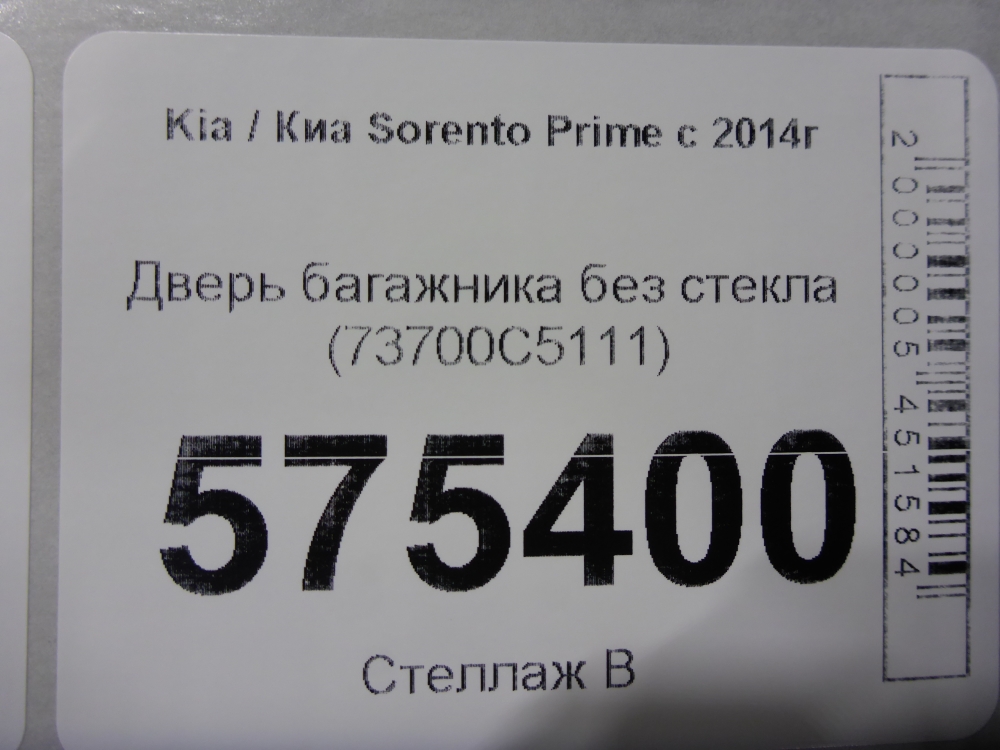 Kia / Киа Sorento Prime с 2014г
Дверь багажника без стекла
(73700C5111)
575400
Стеллаж В
2000005451584